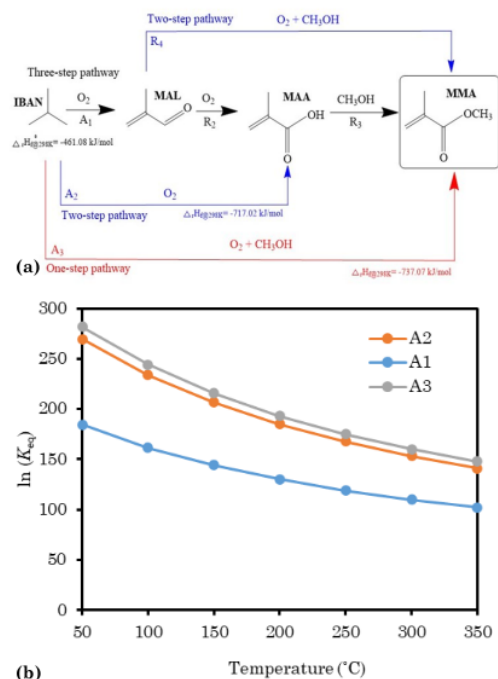 Two-step pathway O₂ + CH₃OH
R₄
Three-step pathway
IBAN O₂ A₁ MAL O₂ R₂ MAA CH₃OH R₃ MMA
O
OH
O
OCH₃
O
△ᵣHθ@298K= -461.08 kJ/mol
A₂ O₂
Two-step pathway △ᵣHθ@298K= -717.02 kJ/mol
A₃ O₂ + CH₃OH
(a) One-step pathway △ᵣHθ@298K= -737.07 kJ/mol
300
250
200
150
100
50
0
ln (Keq)
A2
A1
A3
50 100 150 200 250 300 350
Temperature (˚C)
(b)